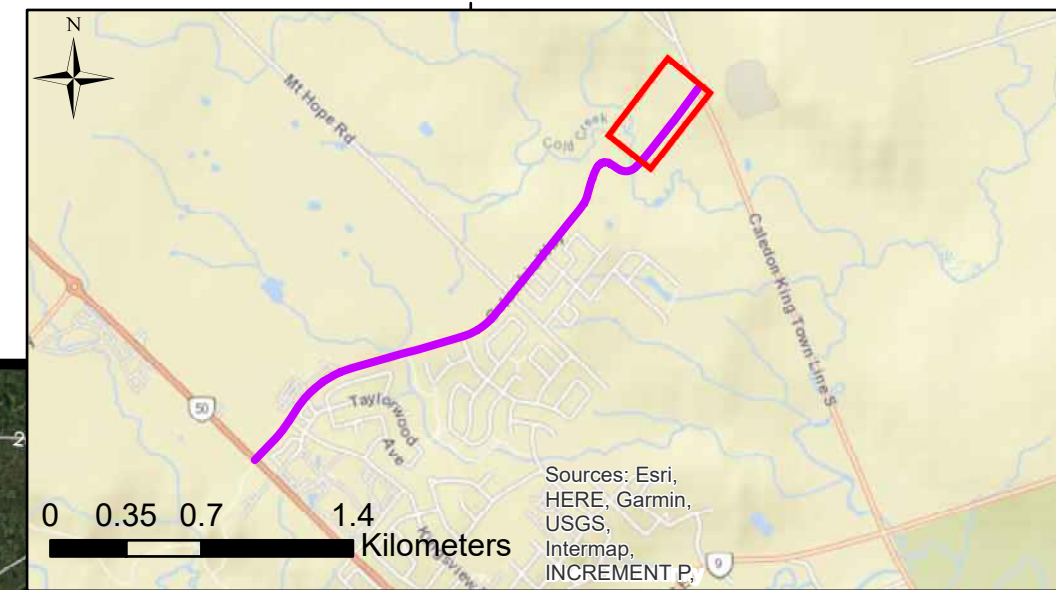 N
Mt Hope Rd
Cold Creek
Caledon King Town Line S
50
Taylorwood
Ave
2
Sources: Esri,
HERE, Garmin,
USGS,
Intermap,
INCREMENT P,
0 0.35 0.7 1.4
Kilometers
9